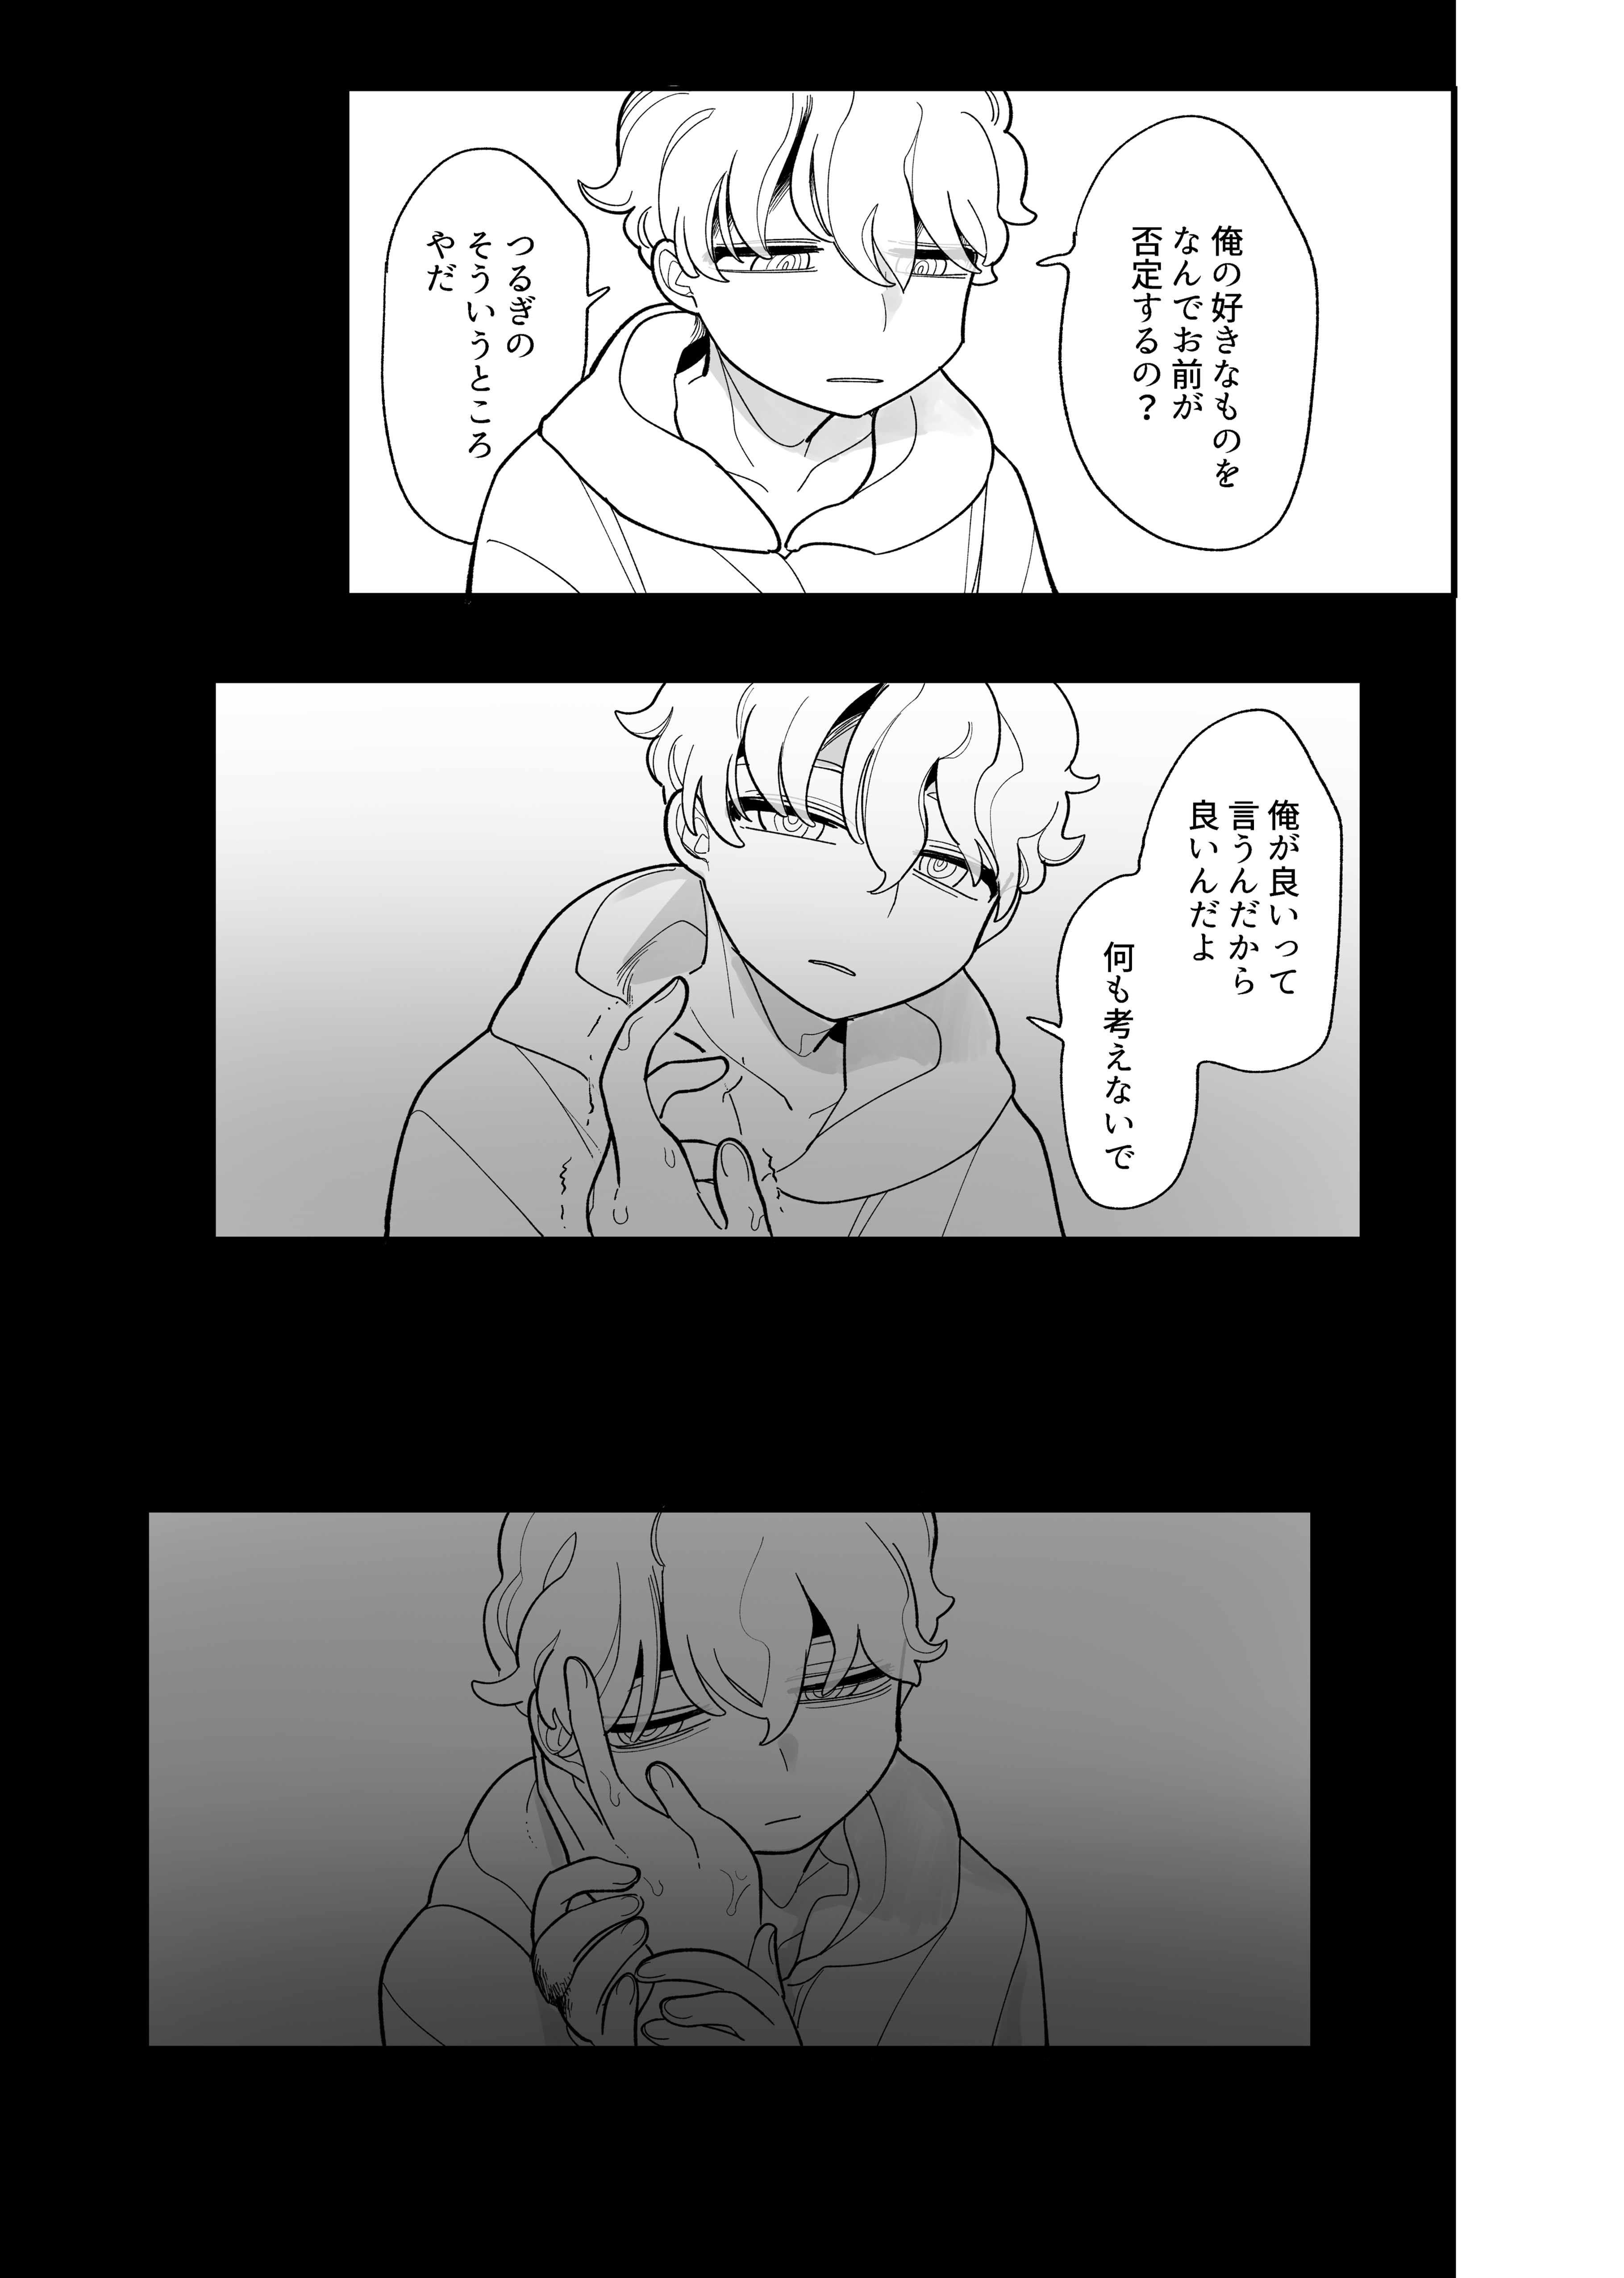 俺の好きなものを
なんでお前が
否定するの？
つるぎの
そういうところ
やだ
俺が良いって
言うんだから
良いんだよ
何も考えないで